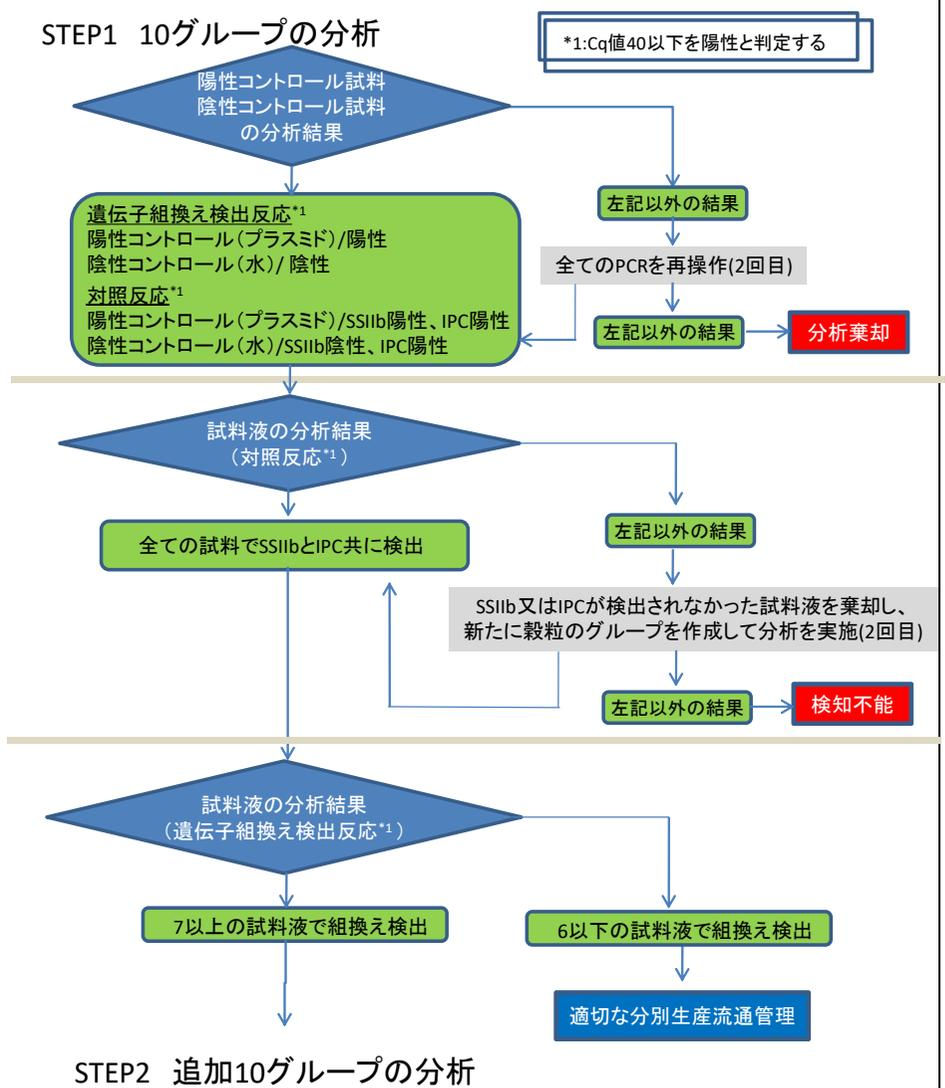 STEP1 10グループの分析
*1:Cq値40以下を陽性と判定する
陽性コントロール試料
陰性コントロール試料
の分析結果
遺伝子組換え検出反応*1
陽性コントロール（プラスミド）/陽性
陰性コントロール（水）/ 陰性
対照反応*1
陽性コントロール（プラスミド）/SSIIb陽性、IPC陽性
陰性コントロール（水）/SSIIb陰性、IPC陽性
左記以外の結果
全てのPCRを再操作(2回目)
左記以外の結果
分析棄却
試料液の分析結果
（対照反応*1）
全ての試料でSSIIbとIPC共に検出
左記以外の結果
SSIIb又はIPCが検出されなかった試料液を棄却し、
新たに穀粒のグループを作成して分析を実施(2回目)
左記以外の結果
検知不能
試料液の分析結果
（遺伝子組換え検出反応*1）
7以上の試料液で組換え検出
6以下の試料液で組換え検出
適切な分別生産流通管理
STEP2 追加10グループの分析